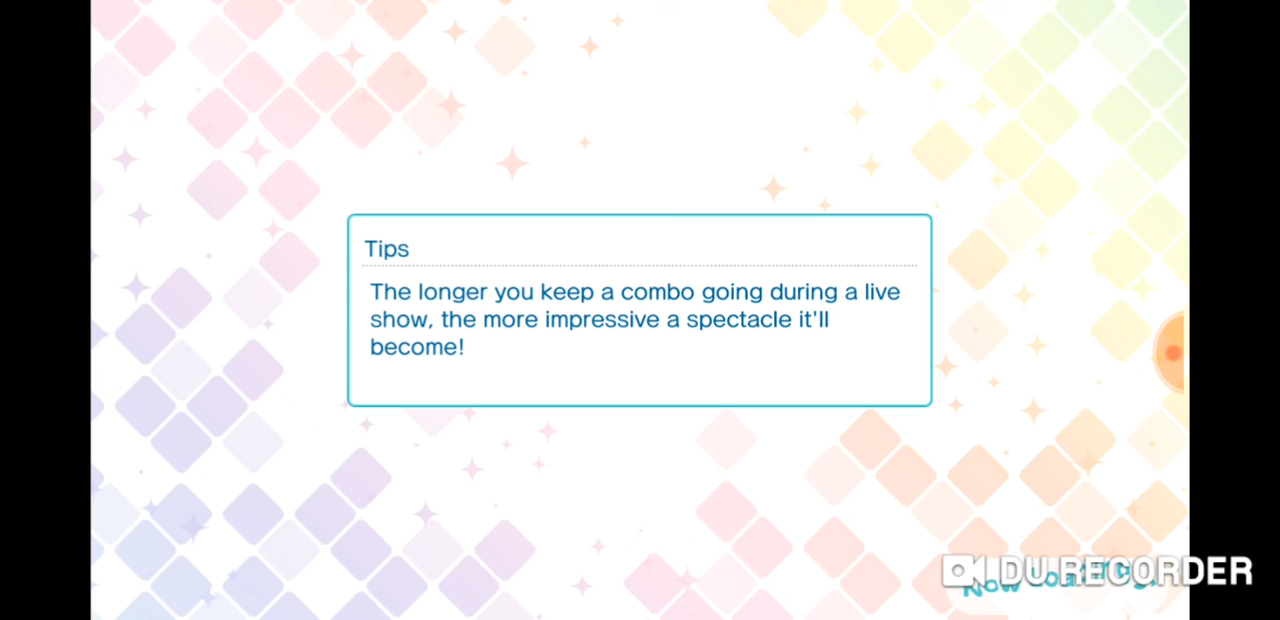 Tips
The longer you keep a combo going during a live
show, the more impressive a spectacle it'll
become!
DU RECORDER
Now